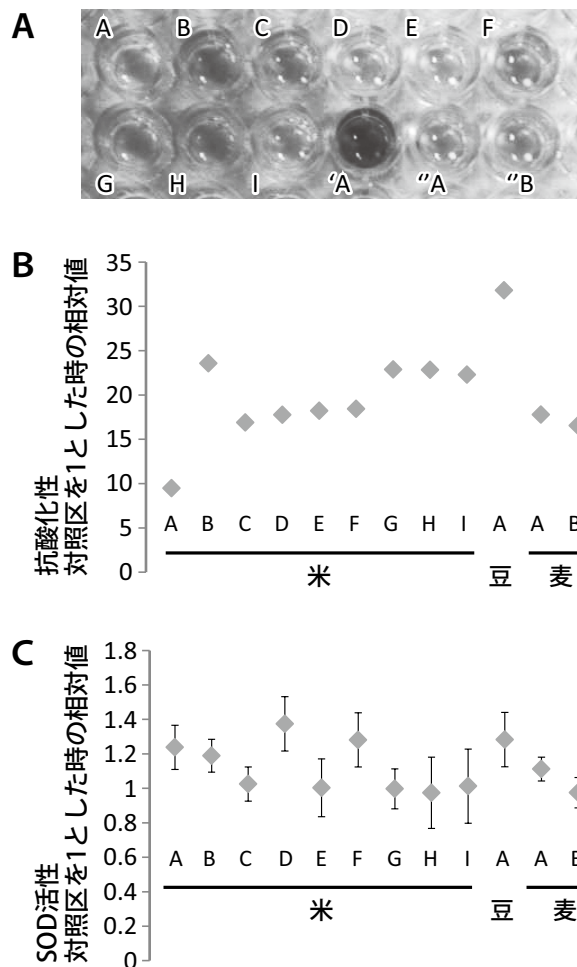 A
A B C D E F
G H I ′A ″A ″B
B
抗酸化性
対照区を1とした時の相対値
35
30
25
20
15
10
5
0
A B C D E F G H I A A B
米 豆 麦
C
SOD活性
対照区を1とした時の相対値
1.8
1.6
1.4
1.2
1
0.8
0.6
0.4
0.2
0
A B C D E F G H I A A B
米 豆 麦